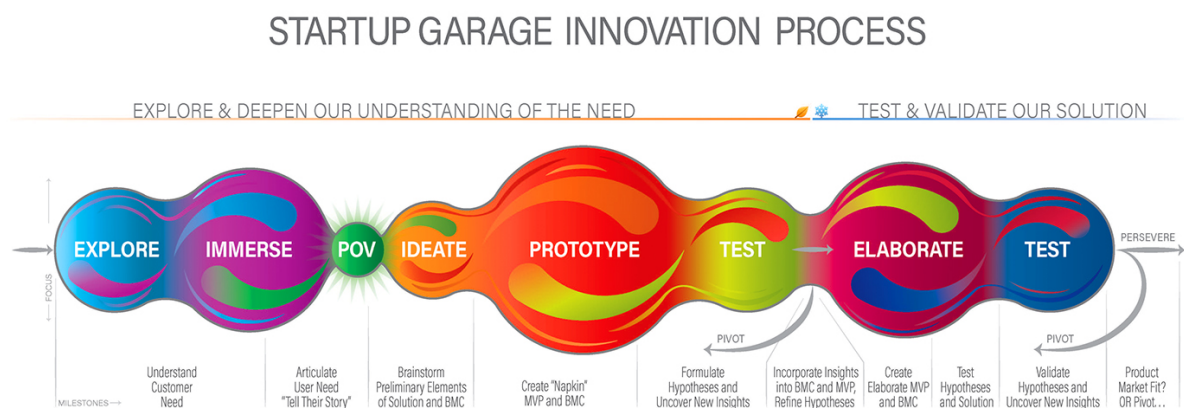 STARTUP GARAGE INNOVATION PROCESS
EXPLORE & DEEPEN OUR UNDERSTANDING OF THE NEED
TEST & VALIDATE OUR SOLUTION
FOCUS
EXPLORE
IMMERSE
POV
IDEATE
PROTOTYPE
TEST
ELABORATE
TEST
PERSEVERE
PIVOT
PIVOT
MILESTONES
Understand
Customer
Need
Articulate
User Need
"Tell Their Story"
Brainstorm
Preliminary Elements
of Solution and BMC
Create "Napkin"
MVP and BMC
Formulate
Hypotheses and
Uncover New Insights
Incorporate Insights
into BMC and MVP,
Refine Hypotheses
Create
Elaborate MVP
and BMC
Test
Hypotheses
and Solution
Validate
Hypotheses and
Uncover New Insights
Product
Market Fit?
OR Pivot...